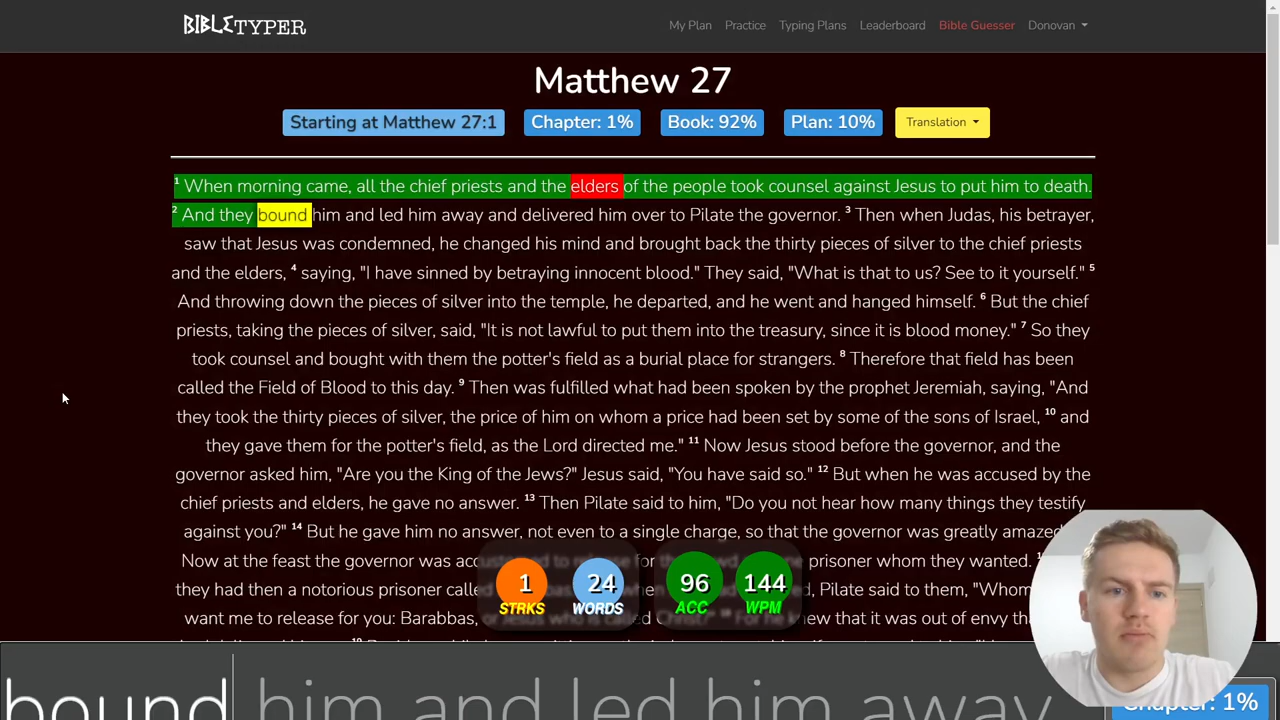 BIBLETYPER
My Plan Practice Typing Plans Leaderboard Bible Guesser Donovan
Matthew 27
Starting at Matthew 27:1 Chapter: 1% Book: 92% Plan: 10% Translation
1 When morning came, all the chief priests and the elders of the people took counsel against Jesus to put him to death.
2 And they bound him and led him away and delivered him over to Pilate the governor. 3 Then when Judas, his betrayer,
saw that Jesus was condemned, he changed his mind and brought back the thirty pieces of silver to the chief priests
and the elders, 4 saying, "I have sinned by betraying innocent blood." They said, "What is that to us? See to it yourself." 5
And throwing down the pieces of silver into the temple, he departed, and he went and hanged himself. 6 But the chief
priests, taking the pieces of silver, said, "It is not lawful to put them into the treasury, since it is blood money." 7 So they
took counsel and bought with them the potter's field as a burial place for strangers. 8 Therefore that field has been
called the Field of Blood to this day. 9 Then was fulfilled what had been spoken by the prophet Jeremiah, saying, "And
they took the thirty pieces of silver, the price of him on whom a price had been set by some of the sons of Israel, 10 and
they gave them for the potter's field, as the Lord directed me." 11 Now Jesus stood before the governor, and the
governor asked him, "Are you the King of the Jews?" Jesus said, "You have said so." 12 But when he was accused by the
chief priests and elders, he gave no answer. 13 Then Pilate said to him, "Do you not hear how many things they testify
against you?" 14 But he gave him no answer, not even to a single charge, so that the governor was greatly amazed
Now at the feast the governor was accustomed to release for the prisoner whom they wanted.
they had then a notorious prisoner called Pilate said to them, "Whom
want me to release for you: Barabbas, or Jesus who is called Christ?" For he knew that it was out of envy
1 STRKS 24 WORDS 96 ACC 144 WPM
bound him and led him away Chapter: 1%